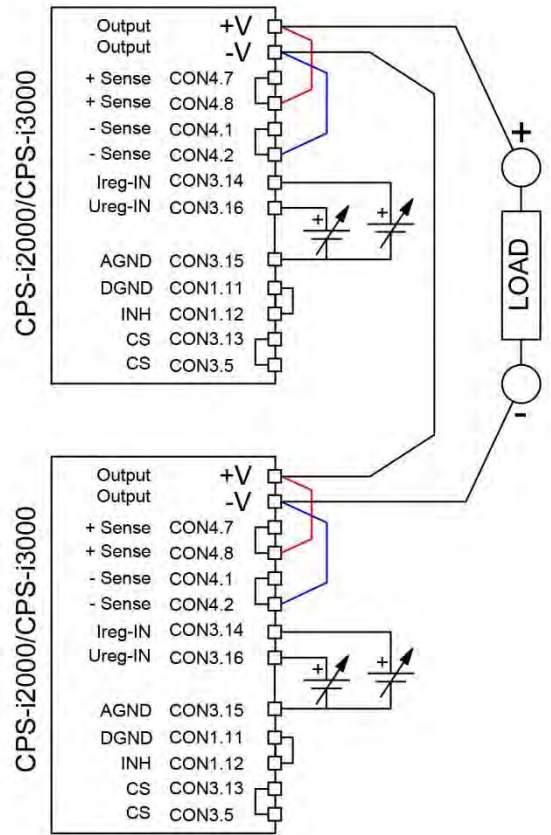 CPS-i2000/CPS-i3000
Output +V
Output -V
+ Sense CON4.7
+ Sense CON4.8
- Sense CON4.1
- Sense CON4.2
Ireg-IN CON3.14
Ureg-IN CON3.16
+ +
AGND CON3.15
DGND CON1.11
INH CON1.12
CS CON3.13
CS CON3.5
+
LOAD
-
CPS-i2000/CPS-i3000
Output +V
Output -V
+ Sense CON4.7
+ Sense CON4.8
- Sense CON4.1
- Sense CON4.2
Ireg-IN CON3.14
Ureg-IN CON3.16
+ +
AGND CON3.15
DGND CON1.11
INH CON1.12
CS CON3.13
CS CON3.5